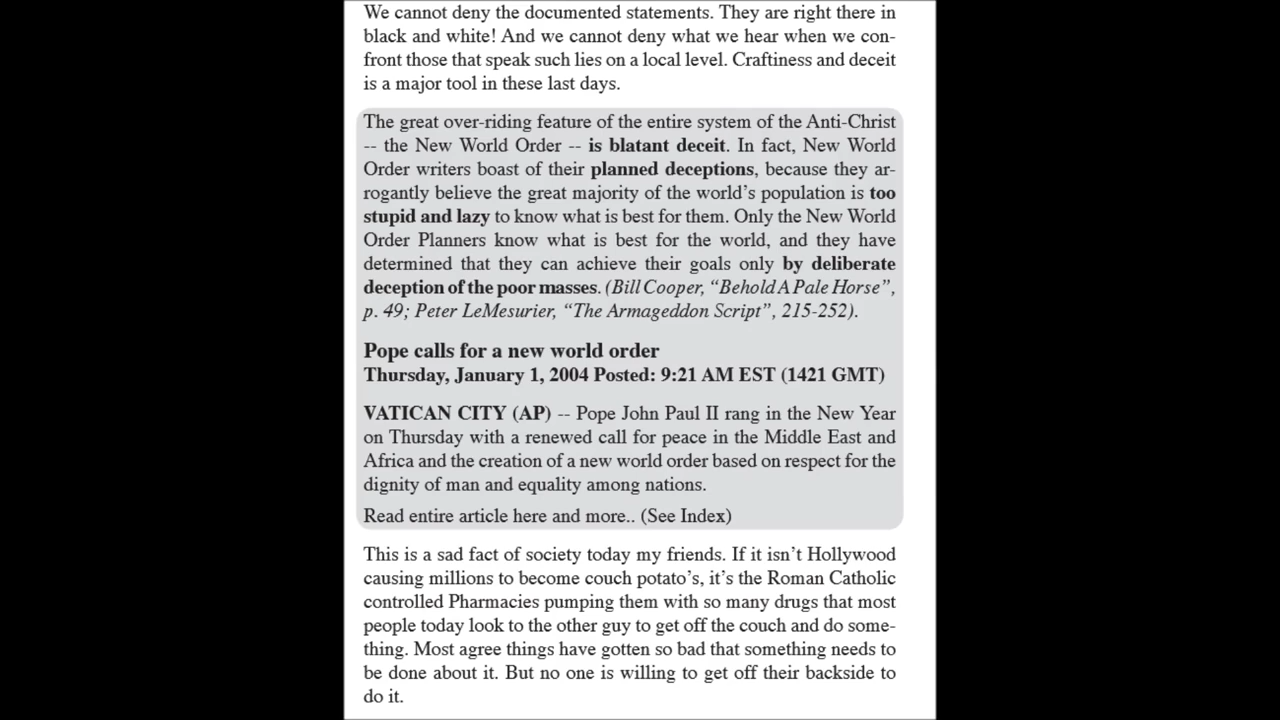 We cannot deny the documented statements. They are right there in
black and white! And we cannot deny what we hear when we con-
front those that speak such lies on a local level. Craftiness and deceit
is a major tool in these last days.
The great over-riding feature of the entire system of the Anti-Christ
-- the New World Order -- is blatant deceit. In fact, New World
Order writers boast of their planned deceptions, because they ar-
rogantly believe the great majority of the world’s population is too
stupid and lazy to know what is best for them. Only the New World
Order Planners know what is best for the world, and they have
determined that they can achieve their goals only by deliberate
deception of the poor masses. (Bill Cooper, “Behold A Pale Horse”,
p. 49; Peter LeMesurier, “The Armageddon Script”, 215-252).
Pope calls for a new world order
Thursday, January 1, 2004 Posted: 9:21 AM EST (1421 GMT)
VATICAN CITY (AP) -- Pope John Paul II rang in the New Year
on Thursday with a renewed call for peace in the Middle East and
Africa and the creation of a new world order based on respect for the
dignity of man and equality among nations.
Read entire article here and more.. (See Index)
This is a sad fact of society today my friends. If it isn’t Hollywood
causing millions to become couch potato’s, it’s the Roman Catholic
controlled Pharmacies pumping them with so many drugs that most
people today look to the other guy to get off the couch and do some-
thing. Most agree things have gotten so bad that something needs to
be done about it. But no one is willing to get off their backside to
do it.